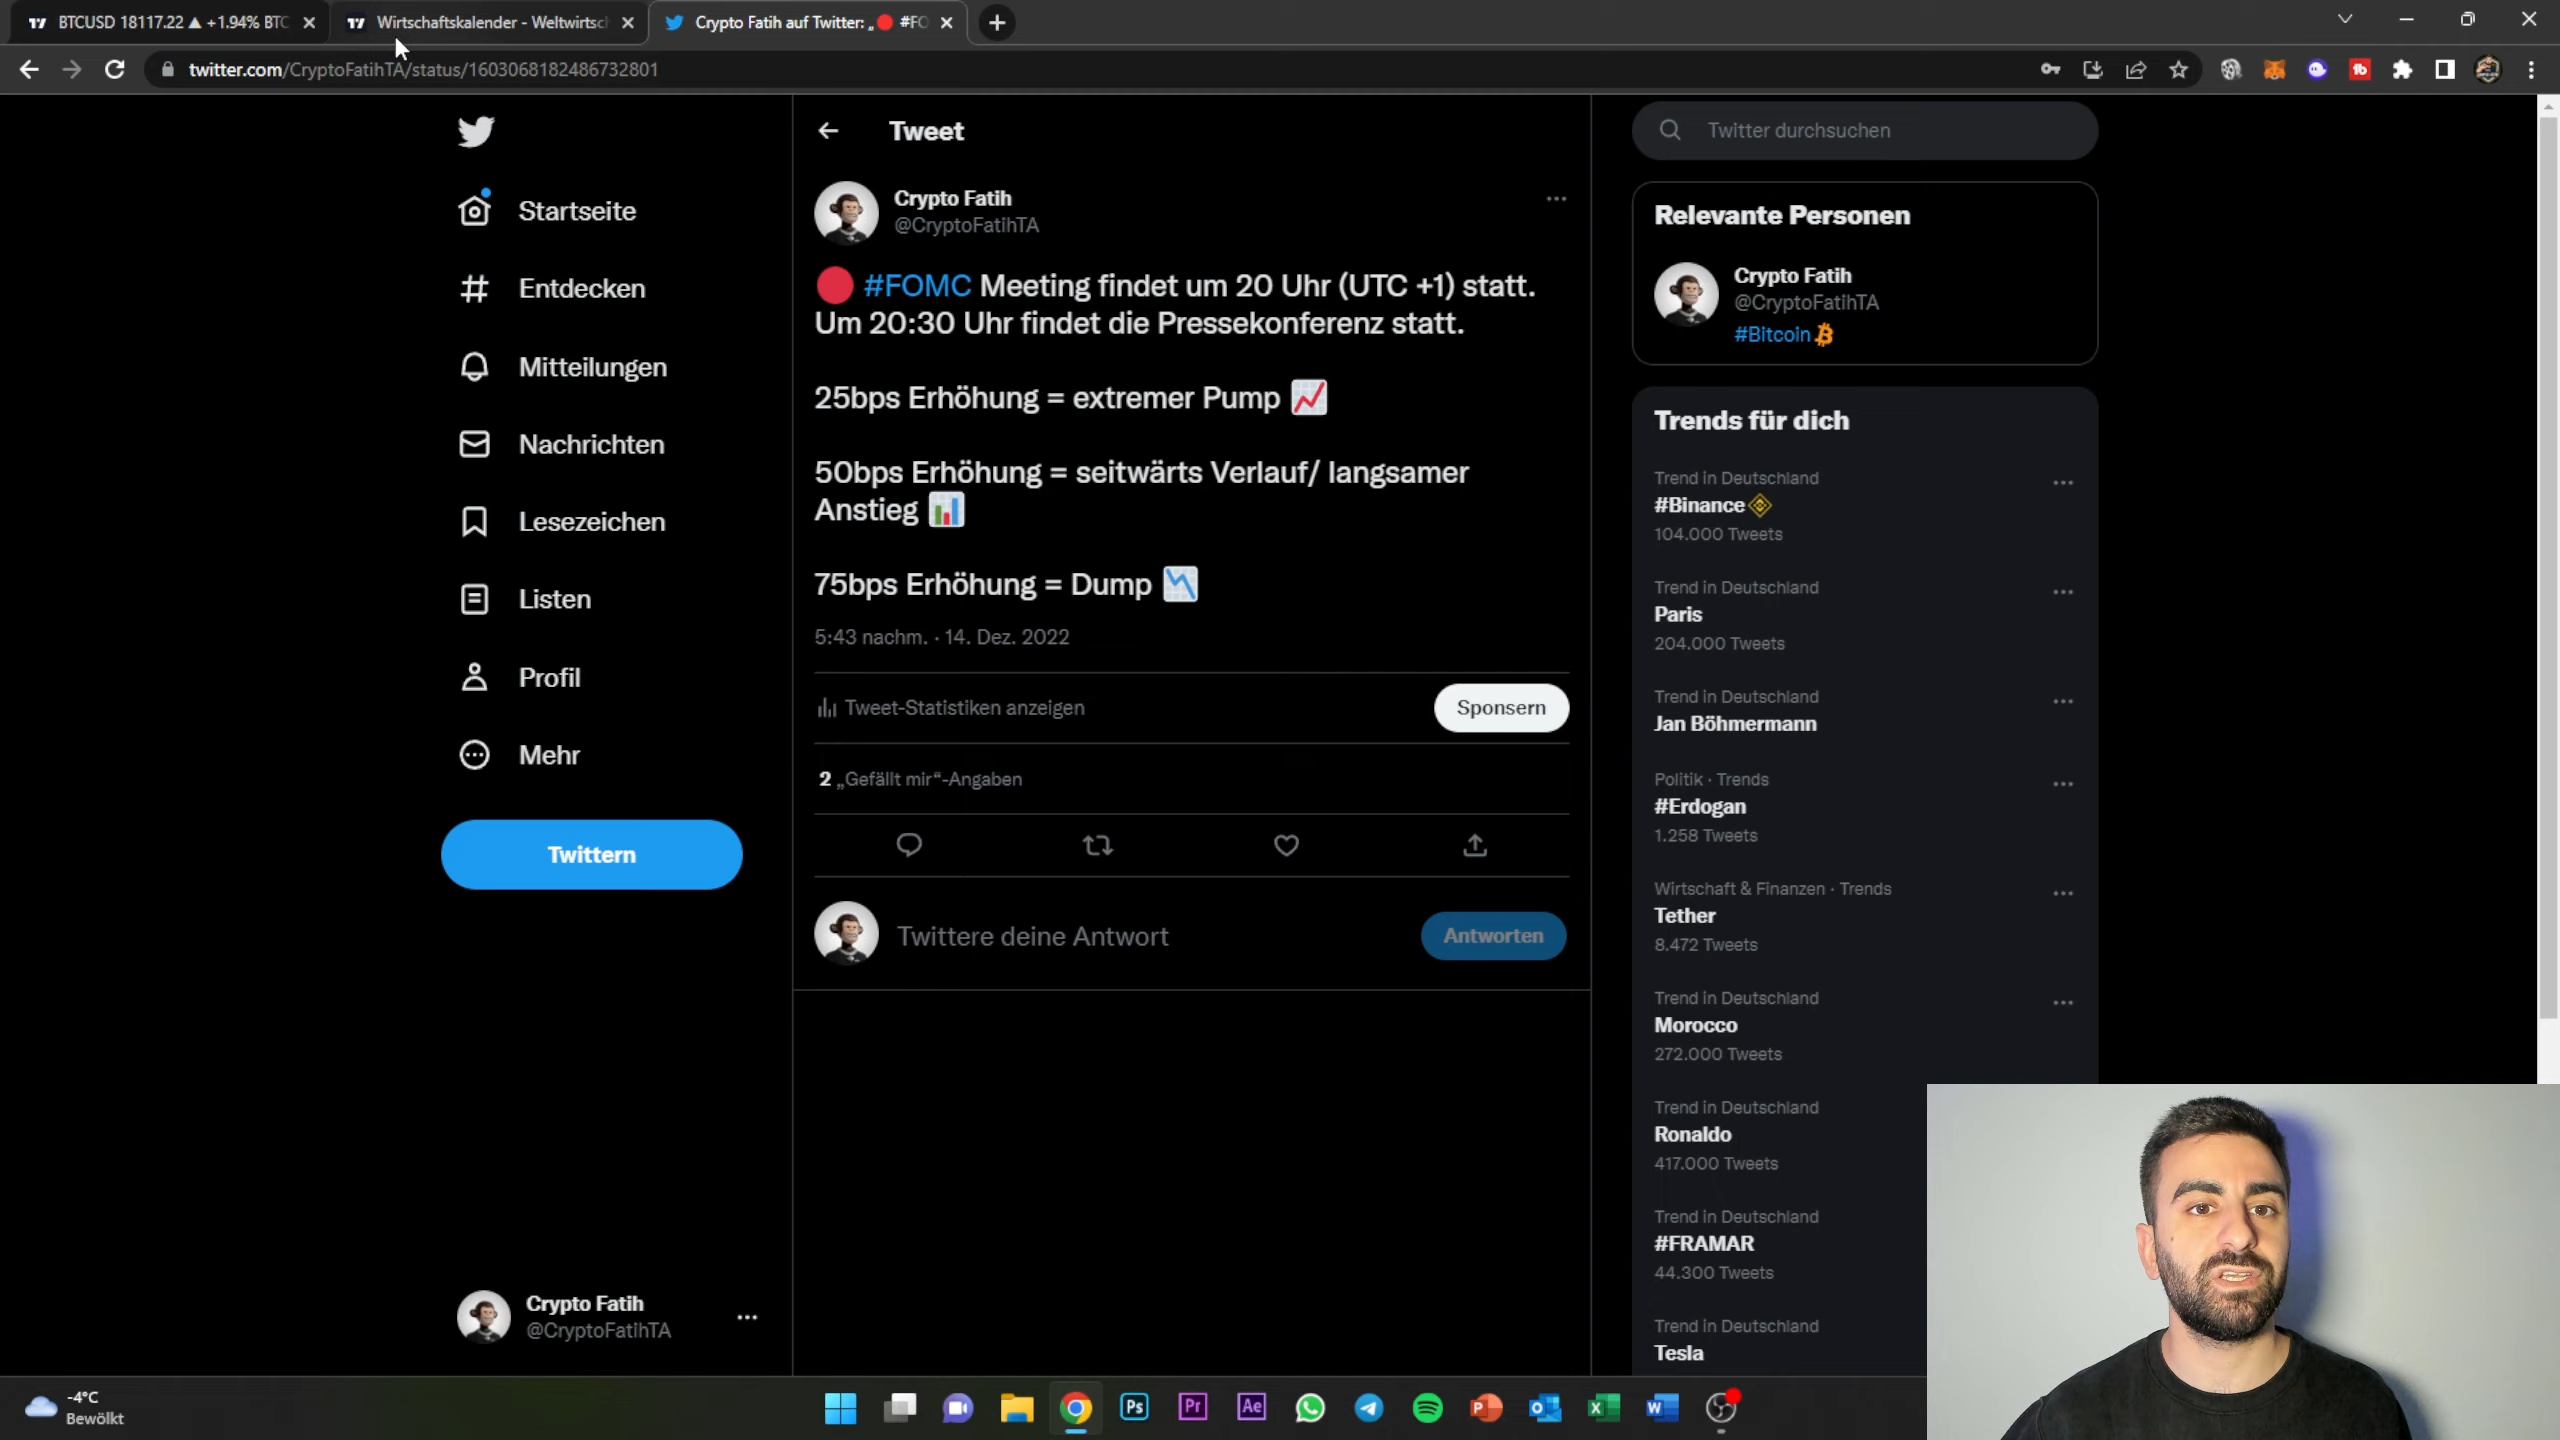 BTCUSD 18117.22 ▲ +1.94% BTC
Wirtschaftskalender - Weltwirtsch
Crypto Fatih auf Twitter: „🔴 #FO
twitter.com/CryptoFatihTA/status/1603068182486732801
Startseite
Entdecken
Mitteilungen
Nachrichten
Lesezeichen
Listen
Profil
Mehr
Twittern
Crypto Fatih
@CryptoFatihTA
Tweet
Crypto Fatih
@CryptoFatihTA
🔴 #FOMC Meeting findet um 20 Uhr (UTC +1) statt.
Um 20:30 Uhr findet die Pressekonferenz statt.
25bps Erhöhung = extremer Pump 📈
50bps Erhöhung = seitwärts Verlauf/ langsamer
Anstieg 📊
75bps Erhöhung = Dump 📉
5:43 nachm. · 14. Dez. 2022
Tweet-Statistiken anzeigen
Sponsern
2 „Gefällt mir“-Angaben
Twittere deine Antwort
Antworten
Twitter durchsuchen
Relevante Personen
Crypto Fatih
@CryptoFatihTA
#Bitcoin
Trends für dich
Trend in Deutschland
#Binance
104.000 Tweets
Trend in Deutschland
Paris
204.000 Tweets
Trend in Deutschland
Jan Böhmermann
Politik · Trends
#Erdogan
1.258 Tweets
Wirtschaft & Finanzen · Trends
Tether
8.472 Tweets
Trend in Deutschland
Morocco
272.000 Tweets
Trend in Deutschland
Ronaldo
417.000 Tweets
Trend in Deutschland
#FRAMAR
44.300 Tweets
Trend in Deutschland
Tesla
-4°C
Bewölkt
Ps
Pr
Ae